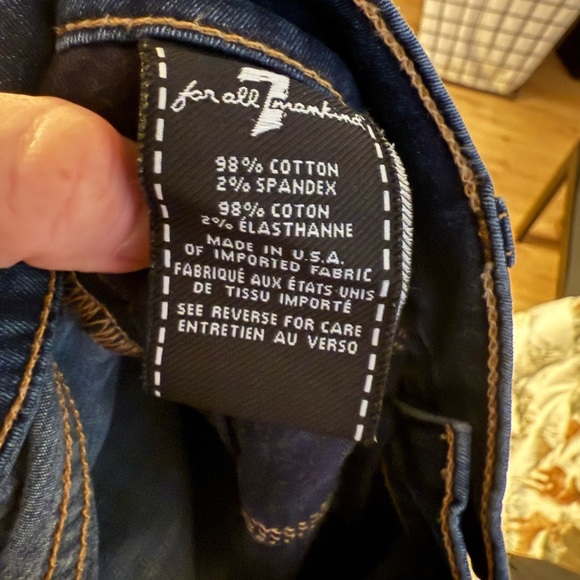 for all 7 mankind
98% COTTON
2% SPANDEX
98% COTON
2% ÉLASTHANNE
MADE IN U.S.A.
OF IMPORTED FABRIC
FABRIQUÉ AUX ÉTATS UNIS
DE TISSU IMPORTÉ
SEE REVERSE FOR CARE
ENTRETIEN AU VERSO